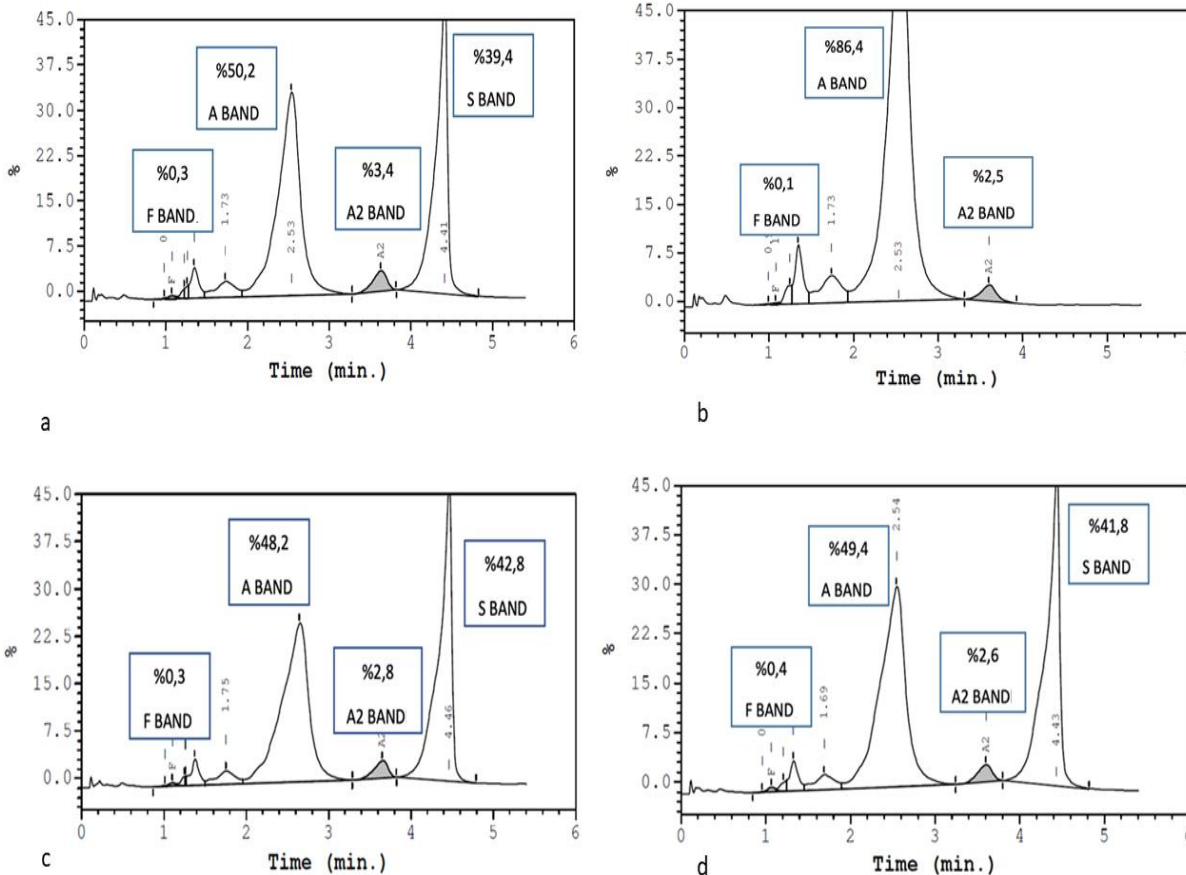 45.0
37.5
30.0
22.5
15.0
7.5
0.0
%
%50,2
A BAND
%0,3
F BAND
%3,4
A2 BAND
%39,4
S BAND
0
F
1.73
2.53
A2
4.41
0 1 2 3 4 5 6
Time (min.)
a
45.0
37.5
30.0
22.5
15.0
7.5
0.0
%
%86,4
A BAND
%0,1
F BAND
%2,5
A2 BAND
F
1.73
2.53
A2
0 1 2 3 4 5
Time (min.)
b
45.0
37.5
30.0
22.5
15.0
7.5
0.0
%
%48,2
A BAND
%0,3
F BAND
%2,8
A2 BAND
%42,8
S BAND
F
1.75
A2
4.46
0 1 2 3 4 5 6
Time (min.)
c
45.0
37.5
30.0
22.5
15.0
7.5
0.0
%
%49,4
A BAND
%0,4
F BAND
%2,6
A2 BAND
%41,8
S BAND
0
F
1.69
2.54
A2
4.43
0 1 2 3 4 5
Time (min.)
d